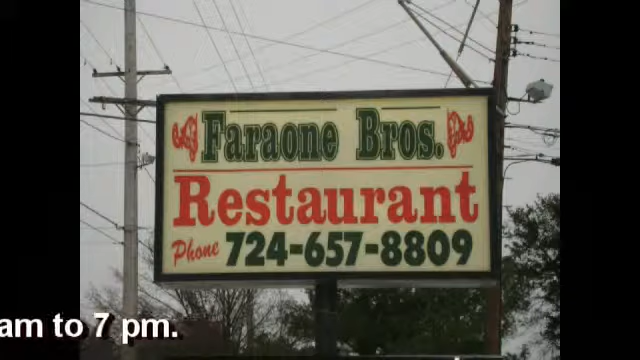 Faraone Bros.
Restaurant
Phone 724-657-8809
am to 7 pm.